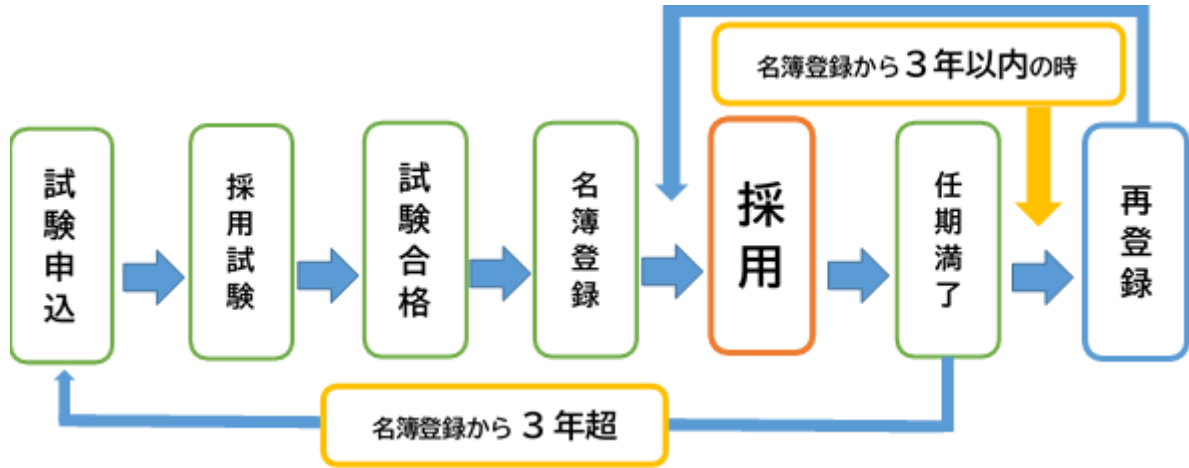 名簿登録から３年以内の時
試験申込
採用試験
試験合格
名簿登録
採用
任期満了
再登録
名簿登録から３年超